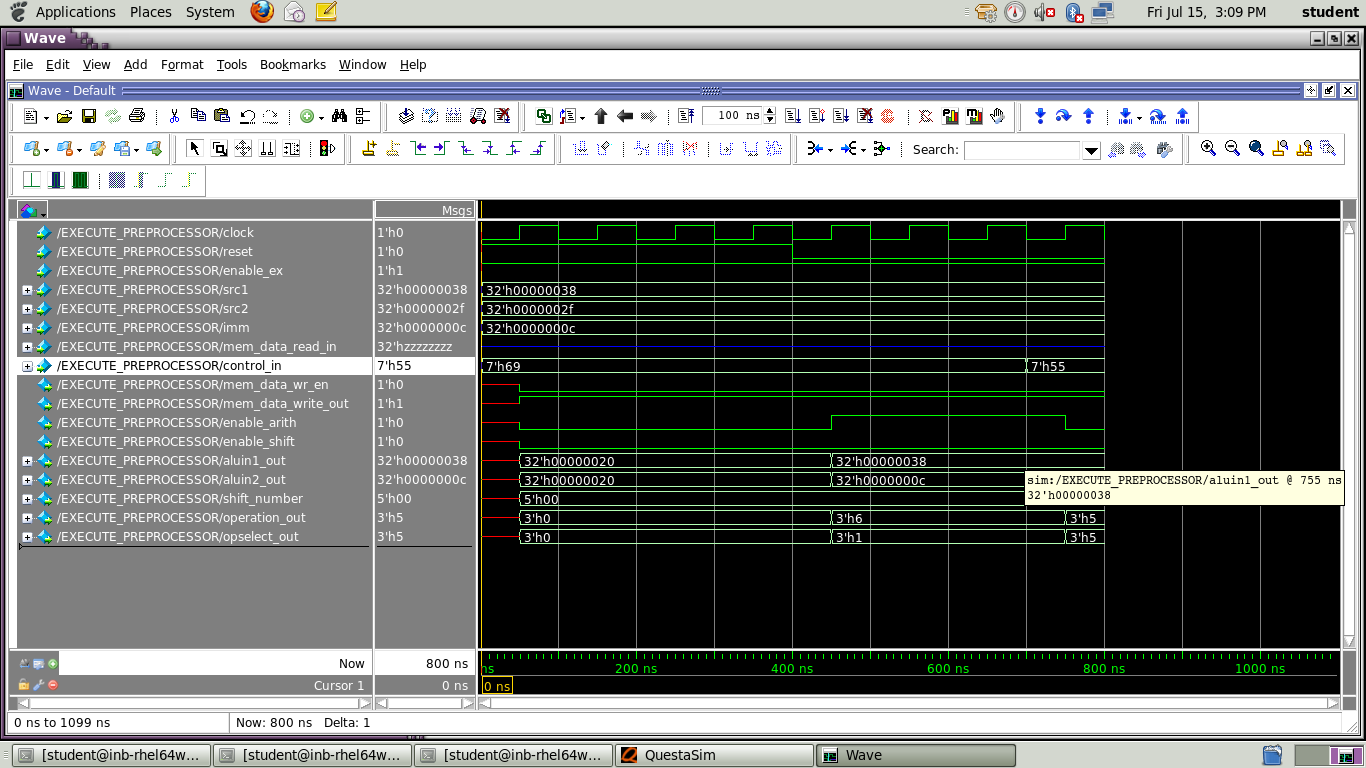 Applications Places System Fri Jul 15, 3:09 PM student
Wave
File Edit View Add Format Tools Bookmarks Window Help
Wave - Default
100 ns
Search:
Msgs
/EXECUTE_PREPROCESSOR/clock 1'h0
/EXECUTE_PREPROCESSOR/reset 1'h0
/EXECUTE_PREPROCESSOR/enable_ex 1'h1
/EXECUTE_PREPROCESSOR/src1 32'h00000038 32'h00000038
/EXECUTE_PREPROCESSOR/src2 32'h0000002f 32'h0000002f
/EXECUTE_PREPROCESSOR/imm 32'h0000000c 32'h0000000c
/EXECUTE_PREPROCESSOR/mem_data_read_in 32'hzzzzzzzz
/EXECUTE_PREPROCESSOR/control_in 7'h55 7'h69 7'h55
/EXECUTE_PREPROCESSOR/mem_data_wr_en 1'h0
/EXECUTE_PREPROCESSOR/mem_data_write_out 1'h1
/EXECUTE_PREPROCESSOR/enable_arith 1'h0
/EXECUTE_PREPROCESSOR/enable_shift 1'h0
/EXECUTE_PREPROCESSOR/aluin1_out 32'h00000038 32'h00000020 32'h00000038
/EXECUTE_PREPROCESSOR/aluin2_out 32'h0000000c 32'h00000020 32'h0000000c
sim:/EXECUTE_PREPROCESSOR/aluin1_out @ 755 ns
32'h00000038
/EXECUTE_PREPROCESSOR/shift_number 5'h00 5'h00
/EXECUTE_PREPROCESSOR/operation_out 3'h5 3'h0 3'h6 3'h5
/EXECUTE_PREPROCESSOR/opselect_out 3'h5 3'h0 3'h1 3'h5
Now 800 ns ns 200 ns 400 ns 600 ns 800 ns 1000 ns
Cursor 1 0 ns 0 ns
0 ns to 1099 ns Now: 800 ns Delta: 1
[student@inb-rhel64w... [student@inb-rhel64w... [student@inb-rhel64w... QuestaSim Wave